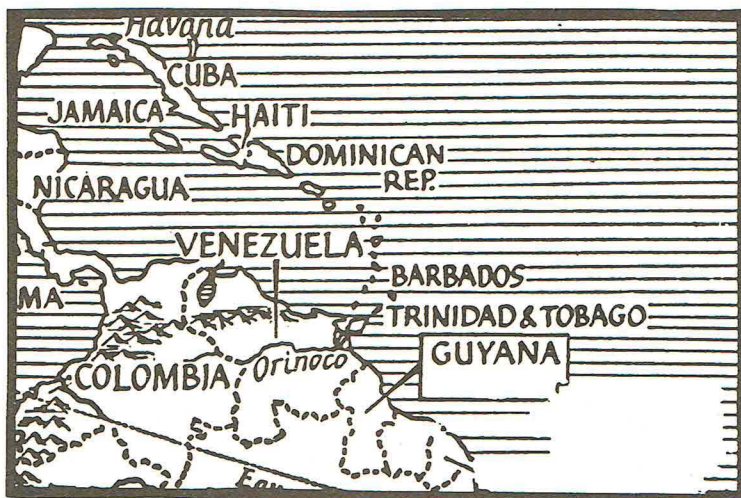 Havana
CUBA
JAMAICA
HAITI
DOMINICAN
REP.
NICARAGUA
VENEZUELA
BARBADOS
MA
TRINIDAD & TOBAGO
GUYANA
COLOMBIA
Orinoco